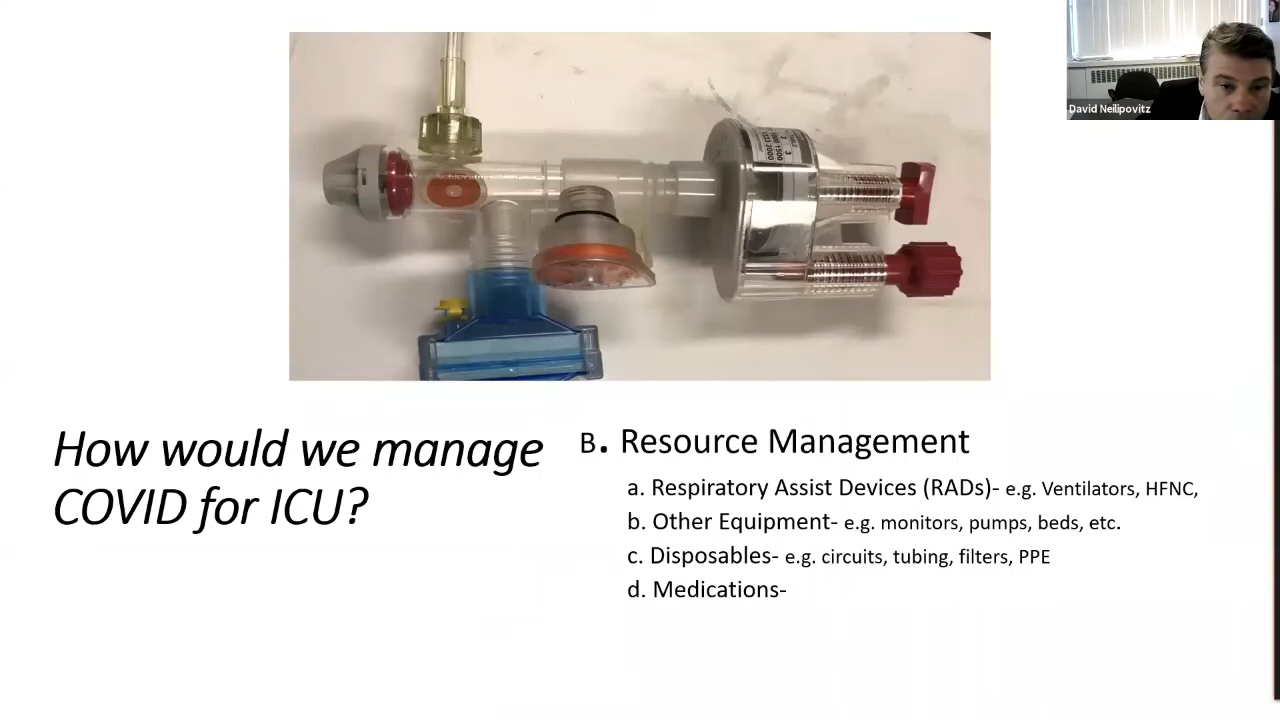 David Neilipovitz
How would we manage
COVID for ICU?
B. Resource Management
a. Respiratory Assist Devices (RADs)- e.g. Ventilators, HFNC,
b. Other Equipment- e.g. monitors, pumps, beds, etc.
c. Disposables- e.g. circuits, tubing, filters, PPE
d. Medications-